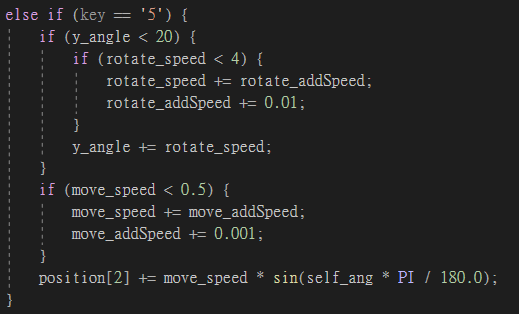 else if (key == '5') {
    if (y_angle < 20) {
        if (rotate_speed < 4) {
            rotate_speed += rotate_addSpeed;
            rotate_addSpeed += 0.01;
        }
        y_angle += rotate_speed;
    }
    if (move_speed < 0.5) {
        move_speed += move_addSpeed;
        move_addSpeed += 0.001;
    }
    position[2] += move_speed * sin(self_ang * PI / 180.0);
}